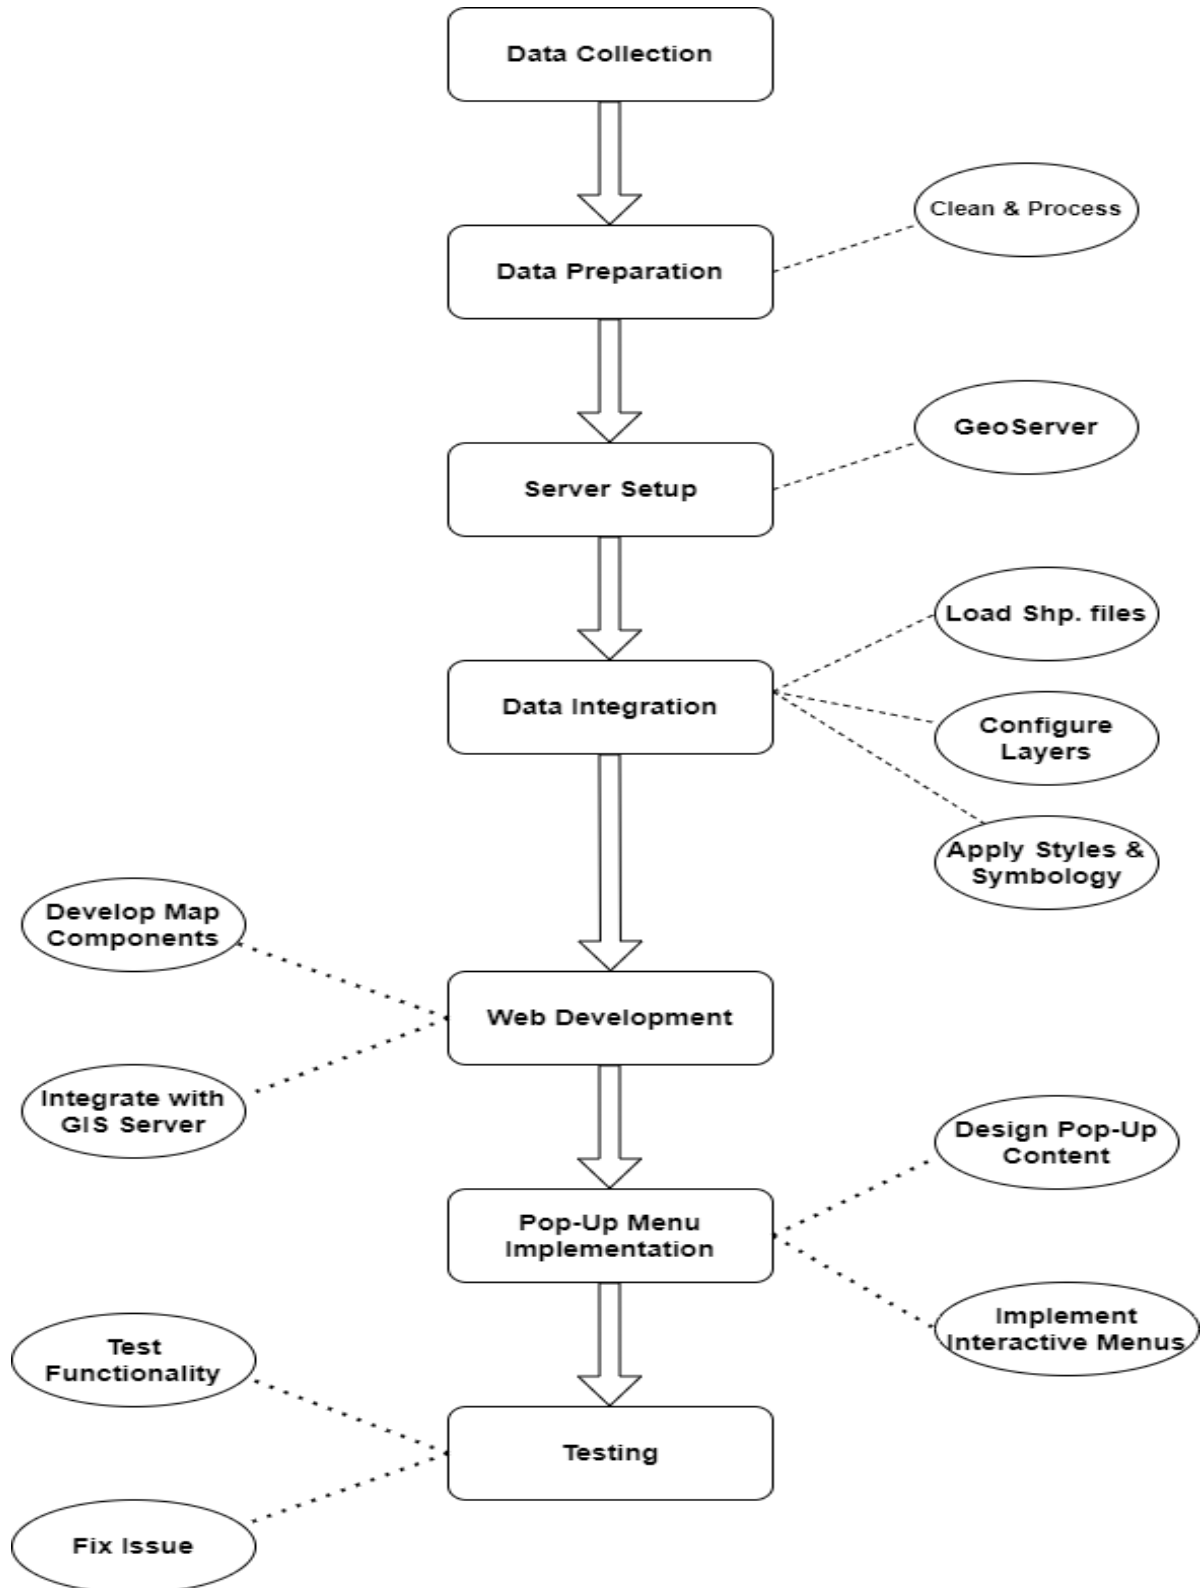 Data Collection
Clean & Process
Data Preparation
GeoServer
Server Setup
Load Shp. files
Data Integration
Configure
Layers
Apply Styles &
Symbology
Develop Map
Components
Web Development
Integrate with
GIS Server
Design Pop-Up
Content
Pop-Up Menu
Implementation
Implement
Interactive Menus
Test
Functionality
Testing
Fix Issue